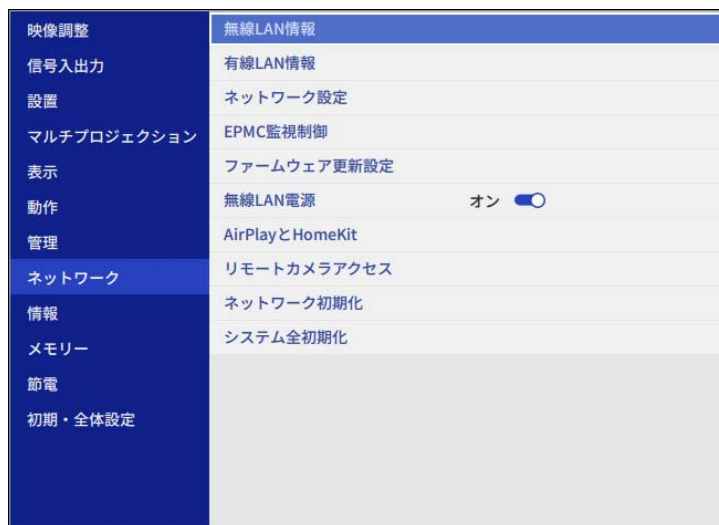 映像調整
信号入出力
設置
マルチプロジェクション
表示
動作
管理
ネットワーク
情報
メモリー
節電
初期・全体設定
無線LAN情報
有線LAN情報
ネットワーク設定
EPMC監視制御
ファームウェア更新設定
無線LAN電源 オン
AirPlayとHomeKit
リモートカメラアクセス
ネットワーク初期化
システム全初期化